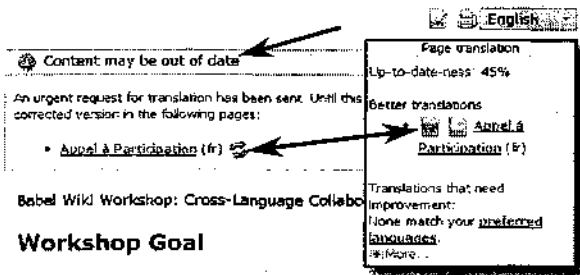 English
Content may be out of date
An urgent request for translation has been sent. Until this
corrected version in the following pages:
• Appel à Participation (fr)
Babel Wiki Workshop: Cross-Language Collabo
Workshop Goal
Page translation
Up-to-date-ness: 45%
Better translations
• Appel à
Participation (fr)
Translations that need
improvement:
None match your preferred
languages.
More...